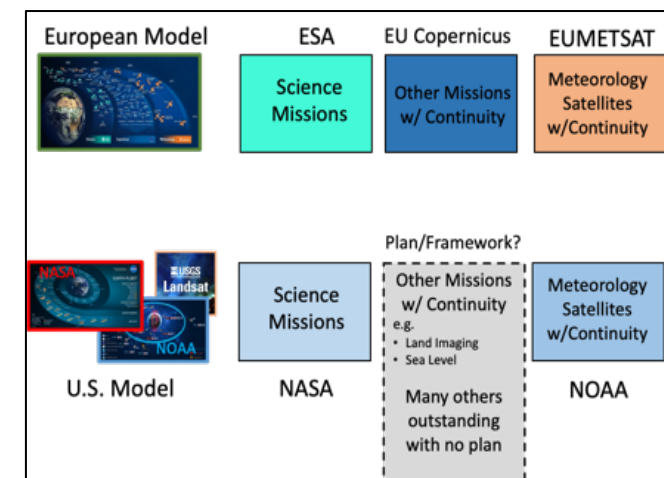 European Model
ESA
EU Copernicus
EUMETSAT
Science
Missions
Other Missions
w/ Continuity
Meteorology
Satellites
w/Continuity
Plan/Framework?
NASA
USGS
Landsat
NOAA
Science
Missions
Other Missions
w/ Continuity
e.g.
• Land Imaging
• Sea Level
Many others
outstanding
with no plan
Meteorology
Satellites
w/Continuity
U.S. Model
NASA
NOAA